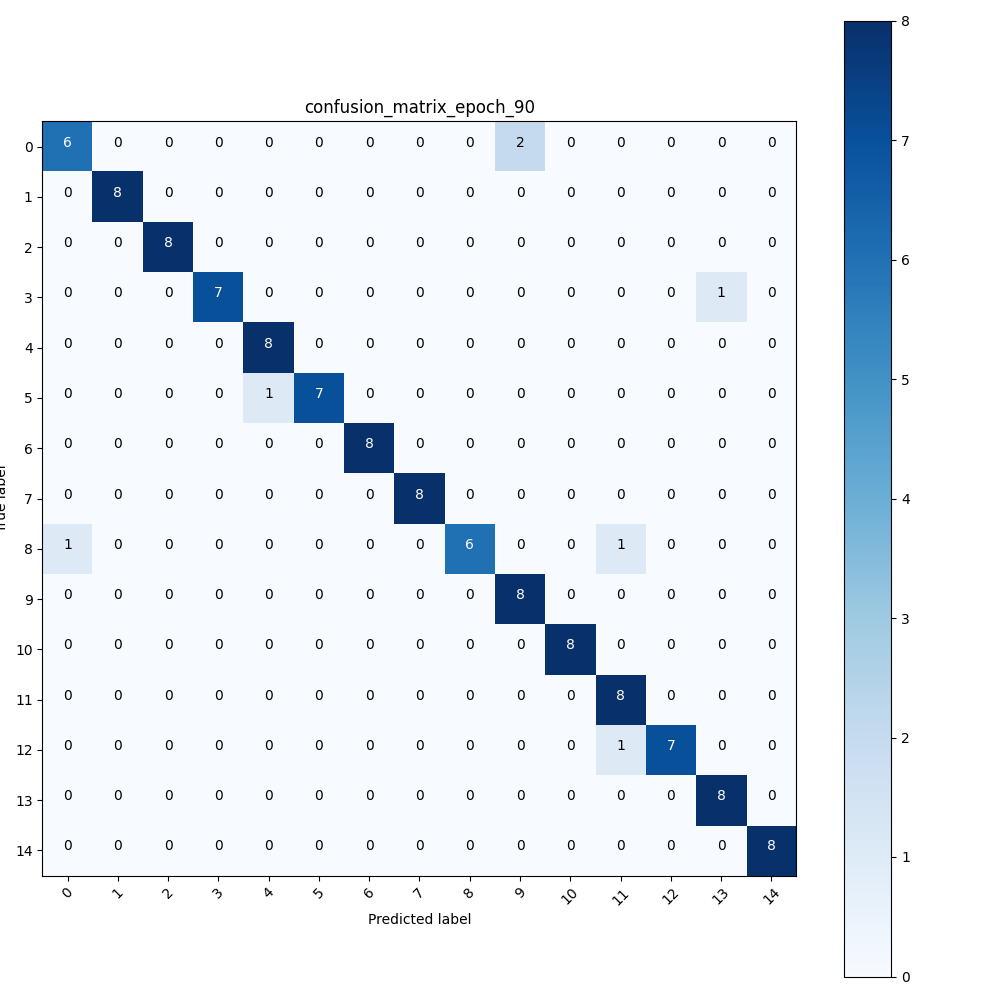 confusion_matrix_epoch_90
0 6 0 0 0 0 0 0 0 0 2 0 0 0 0 0
1 0 8 0 0 0 0 0 0 0 0 0 0 0 0 0
2 0 0 8 0 0 0 0 0 0 0 0 0 0 0 0
3 0 0 0 7 0 0 0 0 0 0 0 0 0 1 0
4 0 0 0 0 8 0 0 0 0 0 0 0 0 0 0
5 0 0 0 0 1 7 0 0 0 0 0 0 0 0 0
6 0 0 0 0 0 0 8 0 0 0 0 0 0 0 0
7 0 0 0 0 0 0 0 8 0 0 0 0 0 0 0
8 1 0 0 0 0 0 0 0 6 0 0 1 0 0 0
9 0 0 0 0 0 0 0 0 0 8 0 0 0 0 0
10 0 0 0 0 0 0 0 0 0 0 8 0 0 0 0
11 0 0 0 0 0 0 0 0 0 0 0 8 0 0 0
12 0 0 0 0 0 0 0 0 0 0 0 1 7 0 0
13 0 0 0 0 0 0 0 0 0 0 0 0 0 8 0
14 0 0 0 0 0 0 0 0 0 0 0 0 0 0 8
0 1 2 3 4 5 6 7 8 9 10 11 12 13 14
Predicted label
label
8
7
6
5
4
3
2
1
0